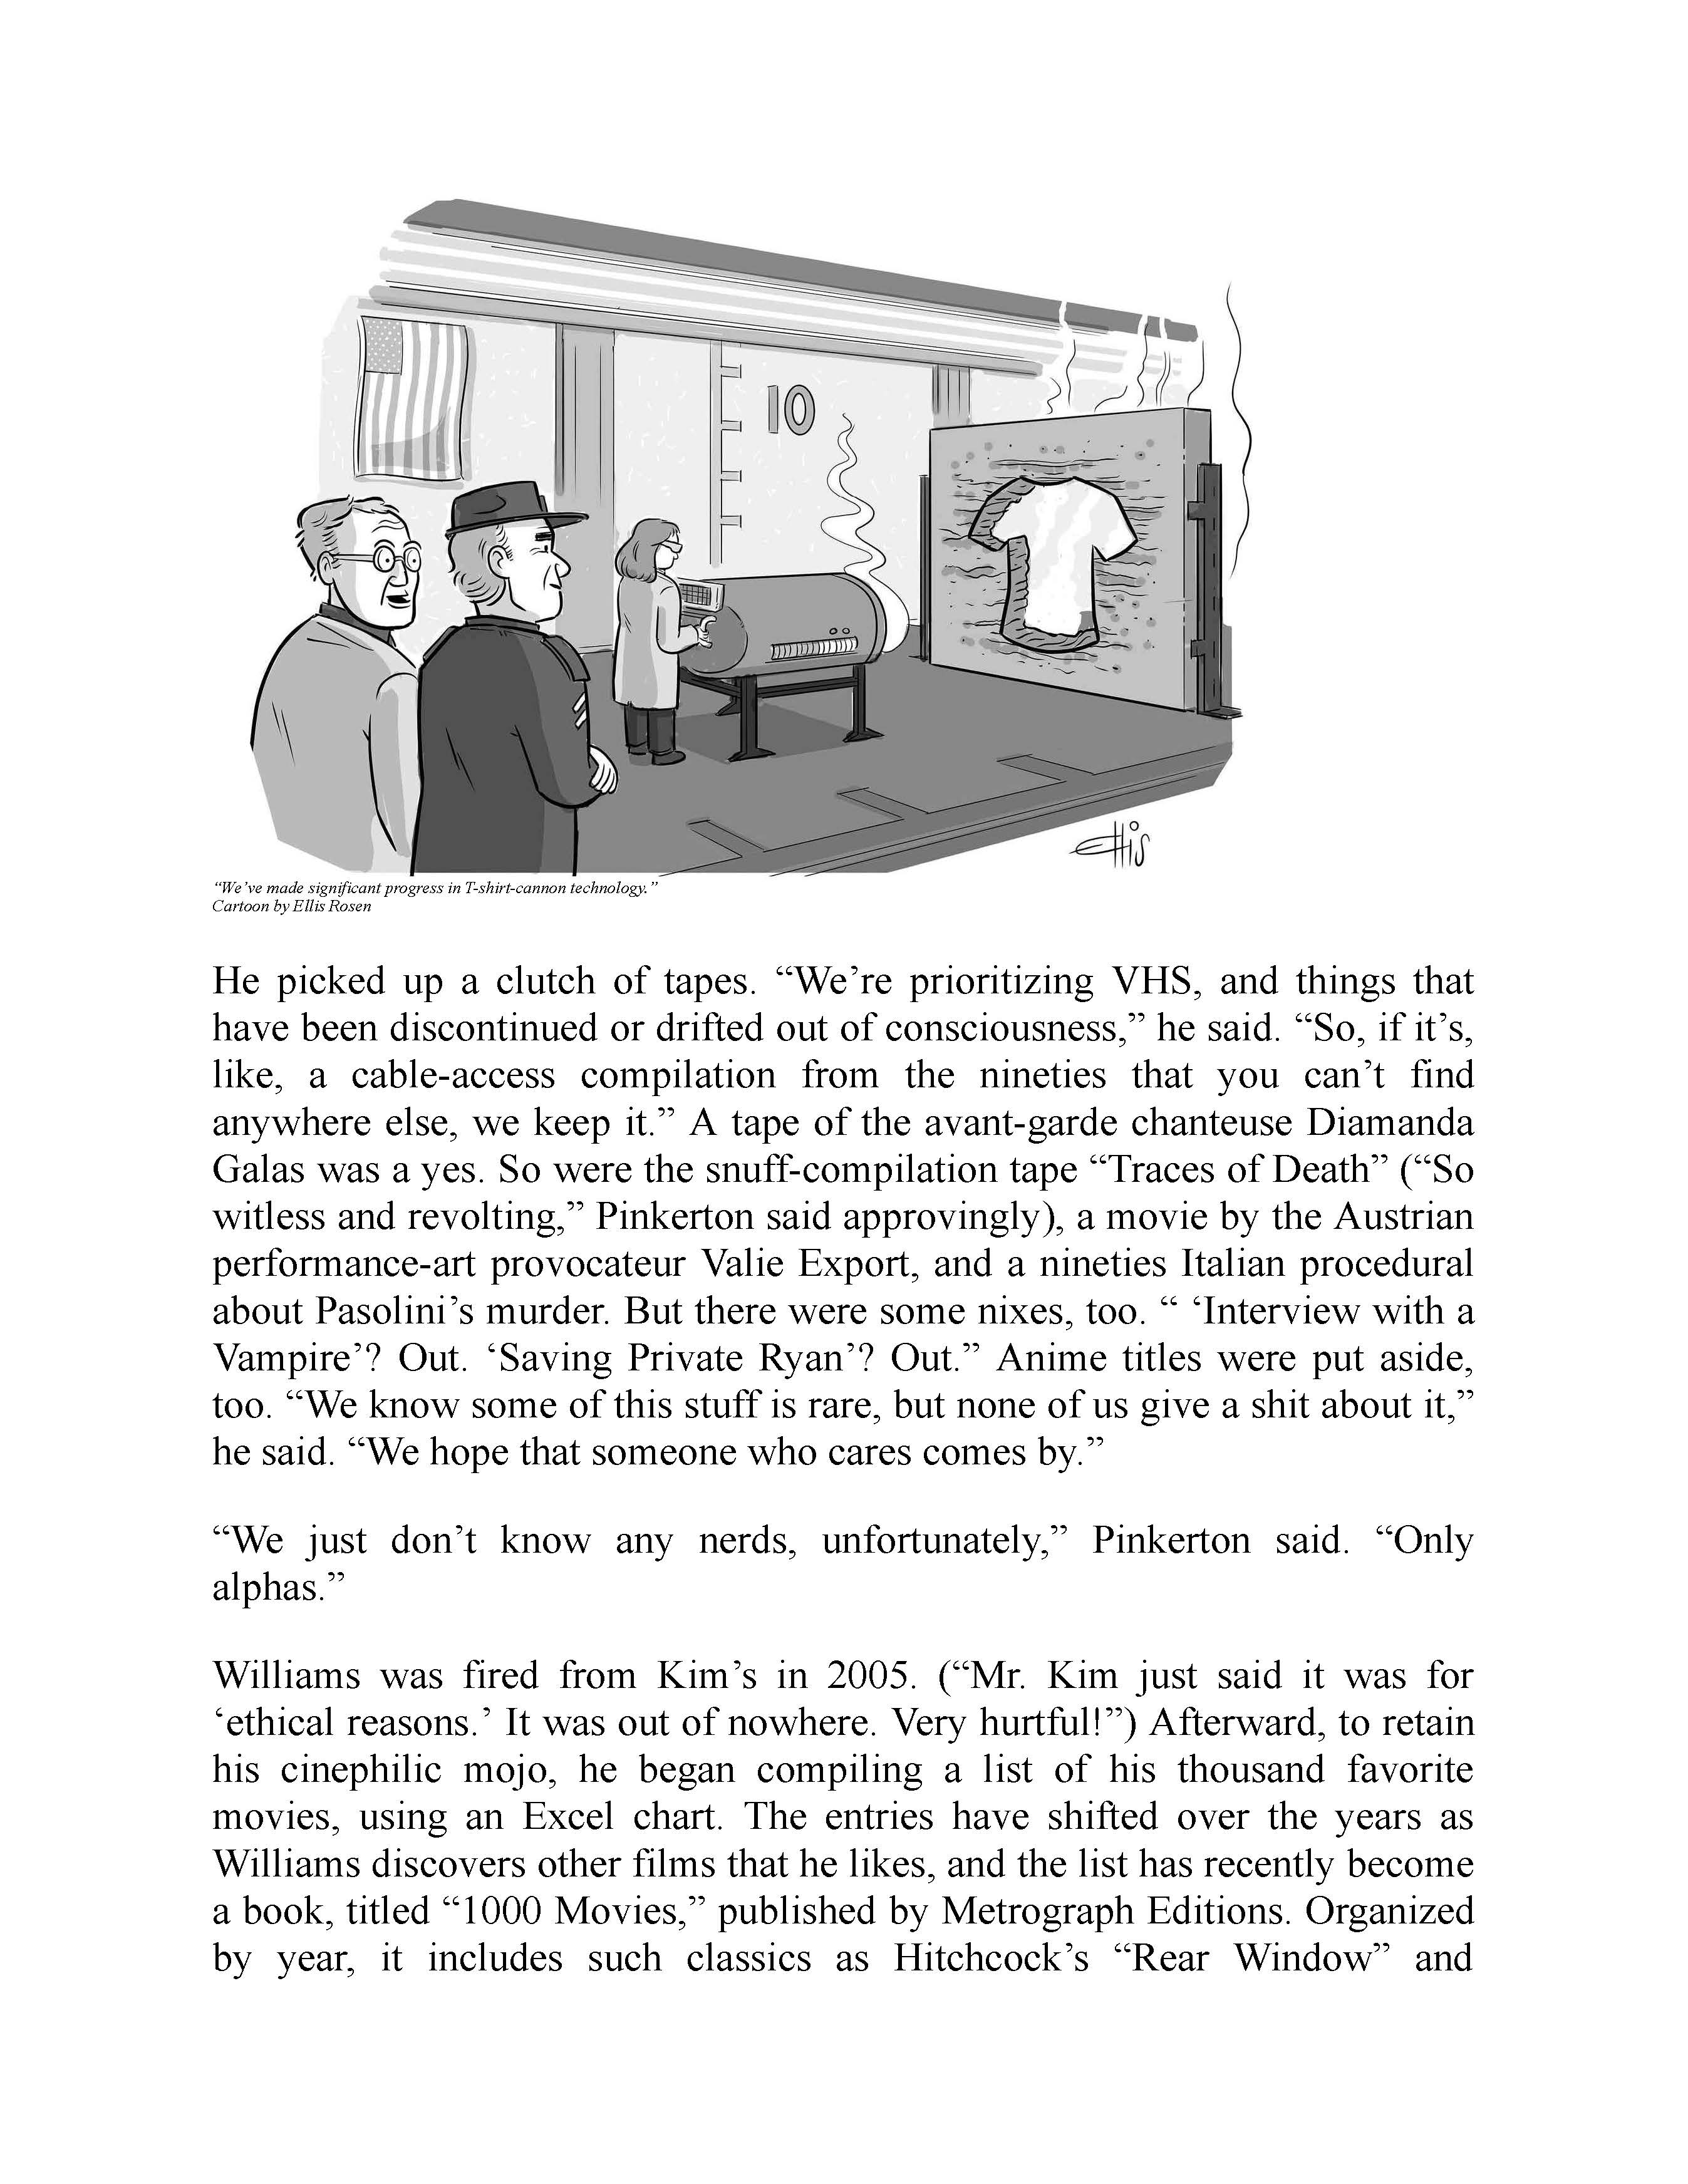 10
Ellis
“We’ve made significant progress in T-shirt-cannon technology.”
Cartoon by Ellis Rosen
He picked up a clutch of tapes. “We’re prioritizing VHS, and things that
have been discontinued or drifted out of consciousness,” he said. “So, if it’s,
like, a cable-access compilation from the nineties that you can’t find
anywhere else, we keep it.” A tape of the avant-garde chanteuse Diamanda
Galas was a yes. So were the snuff-compilation tape “Traces of Death” (“So
witless and revolting,” Pinkerton said approvingly), a movie by the Austrian
performance-art provocateur Valie Export, and a nineties Italian procedural
about Pasolini’s murder. But there were some nixes, too. “ ‘Interview with a
Vampire’? Out. ‘Saving Private Ryan’? Out.” Anime titles were put aside,
too. “We know some of this stuff is rare, but none of us give a shit about it,”
he said. “We hope that someone who cares comes by.”
“We just don’t know any nerds, unfortunately,” Pinkerton said. “Only
alphas.”
Williams was fired from Kim’s in 2005. (“Mr. Kim just said it was for
‘ethical reasons.’ It was out of nowhere. Very hurtful!”) Afterward, to retain
his cinephilic mojo, he began compiling a list of his thousand favorite
movies, using an Excel chart. The entries have shifted over the years as
Williams discovers other films that he likes, and the list has recently become
a book, titled “1000 Movies,” published by Metrograph Editions. Organized
by year, it includes such classics as Hitchcock’s “Rear Window” and